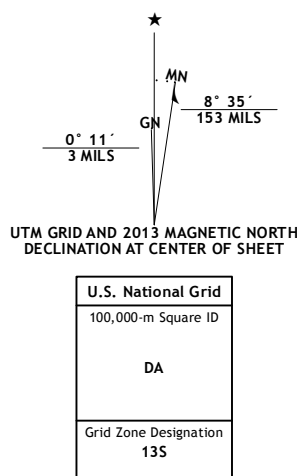 ★
MN
8° 35´
153 MILS
GN
0° 11´
3 MILS
UTM GRID AND 2013 MAGNETIC NORTH
DECLINATION AT CENTER OF SHEET
U.S. National Grid
100,000-m Square ID
DA
Grid Zone Designation
13S